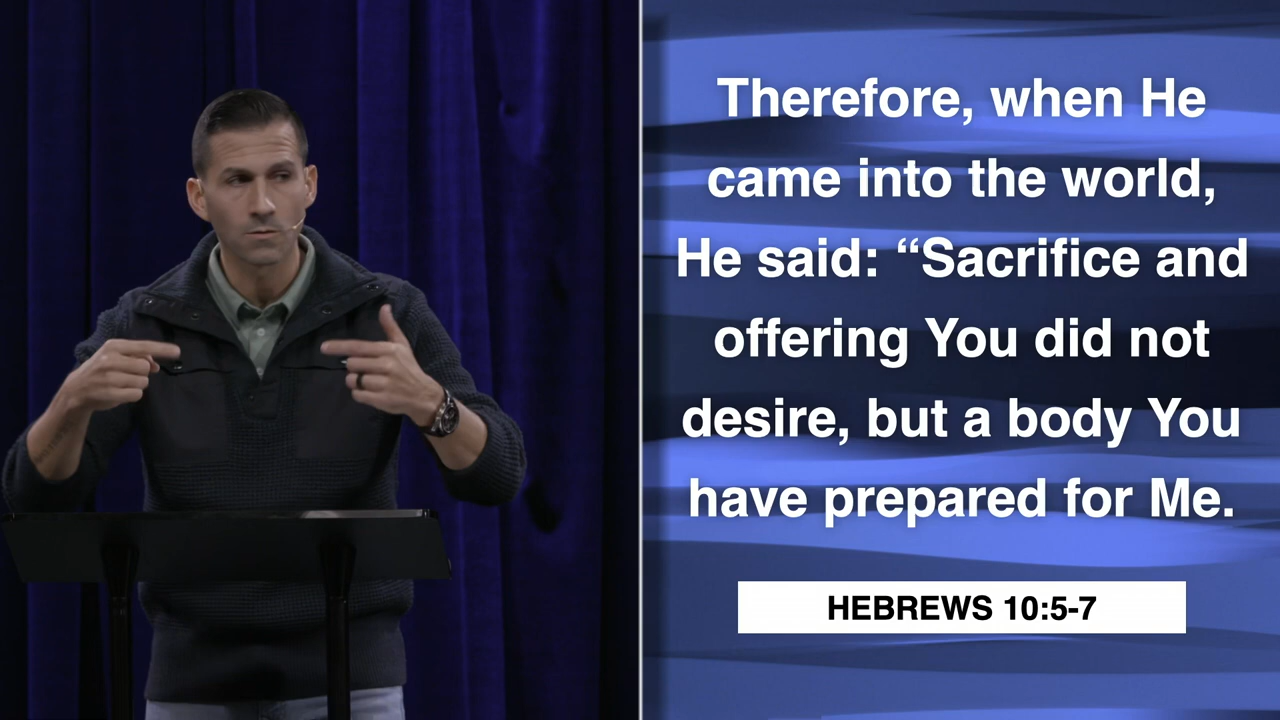 Therefore, when He
came into the world,
He said: “Sacrifice and
offering You did not
desire, but a body You
have prepared for Me.
HEBREWS 10:5-7